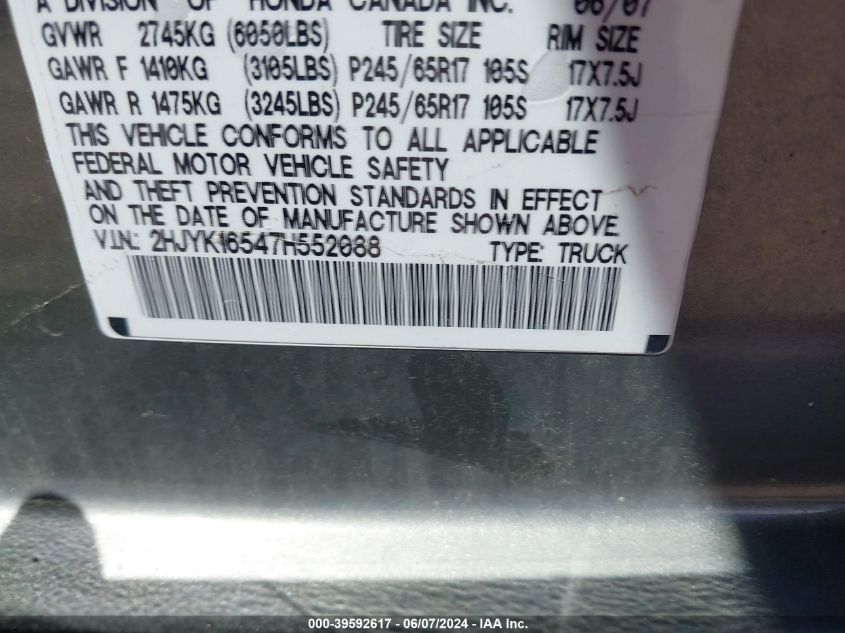 A DIVISION OF HONDA CANADA INC. 06/07
GVWR 2745KG (6050LBS) TIRE SIZE RIM SIZE
GAWR F 1410KG (3105LBS) P245/65R17 105S 17X7.5J
GAWR R 1475KG (3245LBS) P245/65R17 105S 17X7.5J
THIS VEHICLE CONFORMS TO ALL APPLICABLE
FEDERAL MOTOR VEHICLE SAFETY
AND THEFT PREVENTION STANDARDS IN EFFECT
ON THE DATE OF MANUFACTURE SHOWN ABOVE.
VIN: 2HJYK16547H552088 TYPE: TRUCK
000-39592617 - 06/07/2024 - IAA Inc.